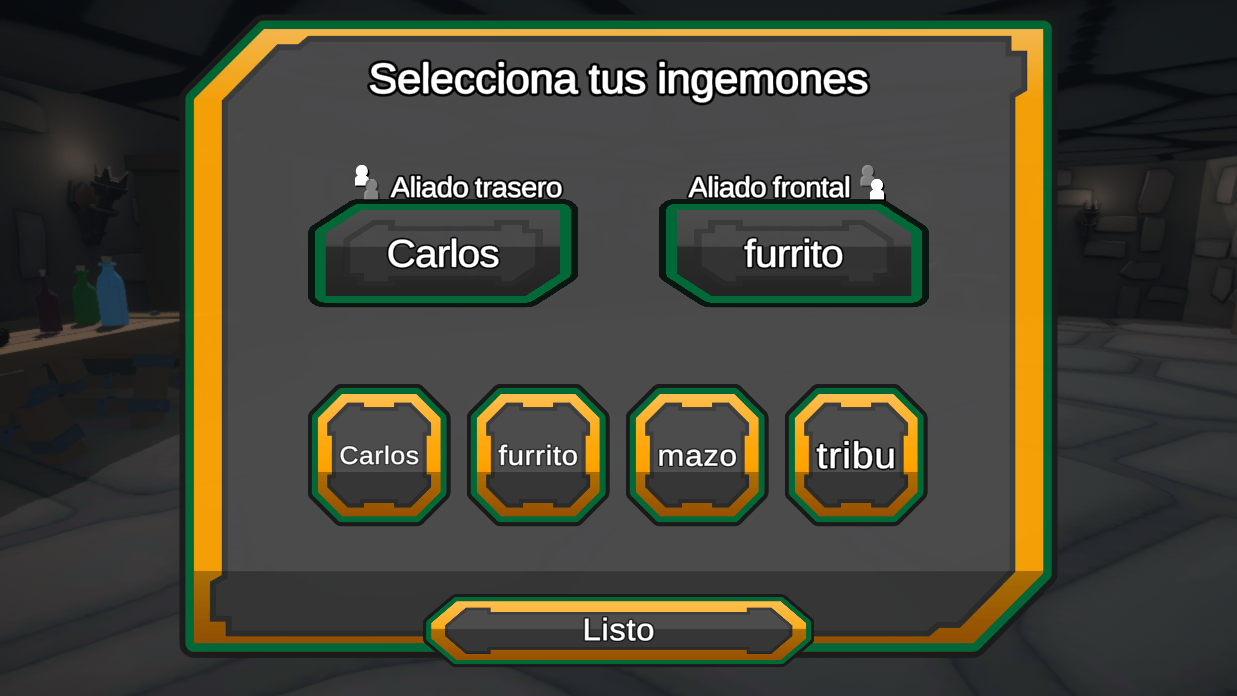 Selecciona tus ingemones
Aliado trasero
Aliado frontal
Carlos
furrito
Carlos
furrito
mazo
tribu
Listo